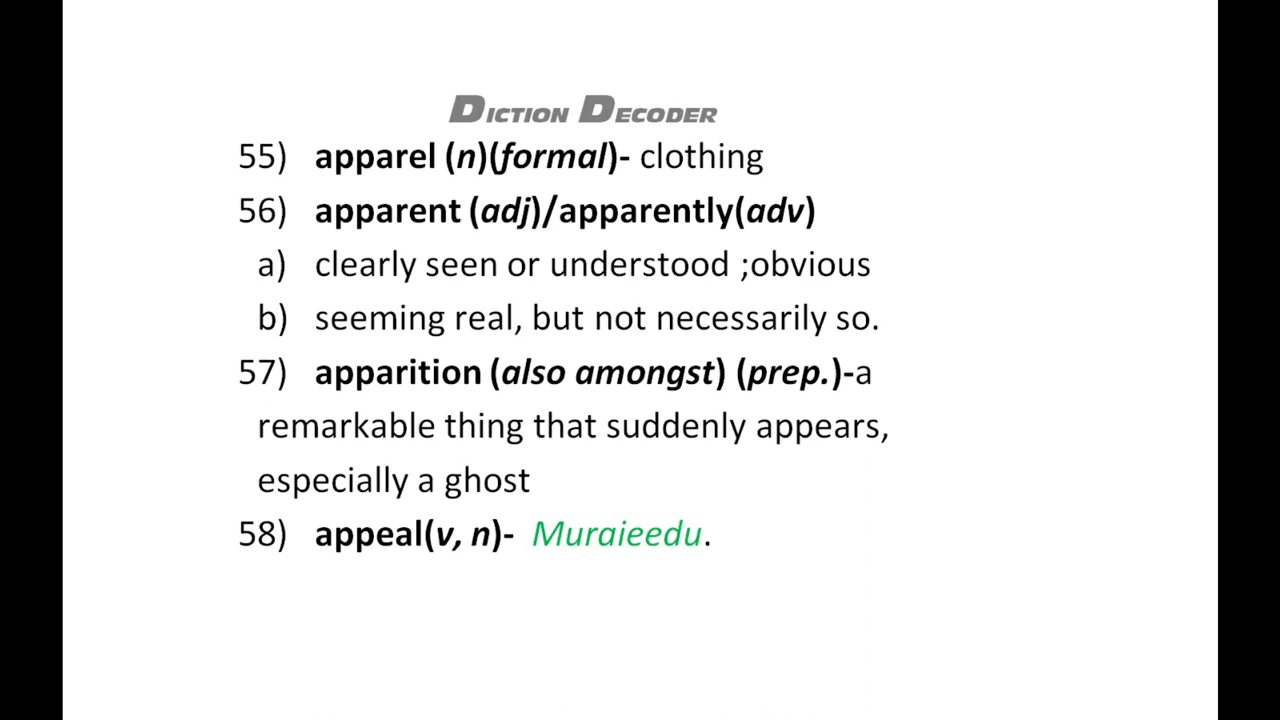 DICTION DECODER
55) apparel (n)(formal)- clothing
56) apparent (adj)/apparently(adv)
a) clearly seen or understood ;obvious
b) seeming real, but not necessarily so.
57) apparition (also amongst) (prep.)-a
remarkable thing that suddenly appears,
especially a ghost
58) appeal(v, n)- Muraieedu.